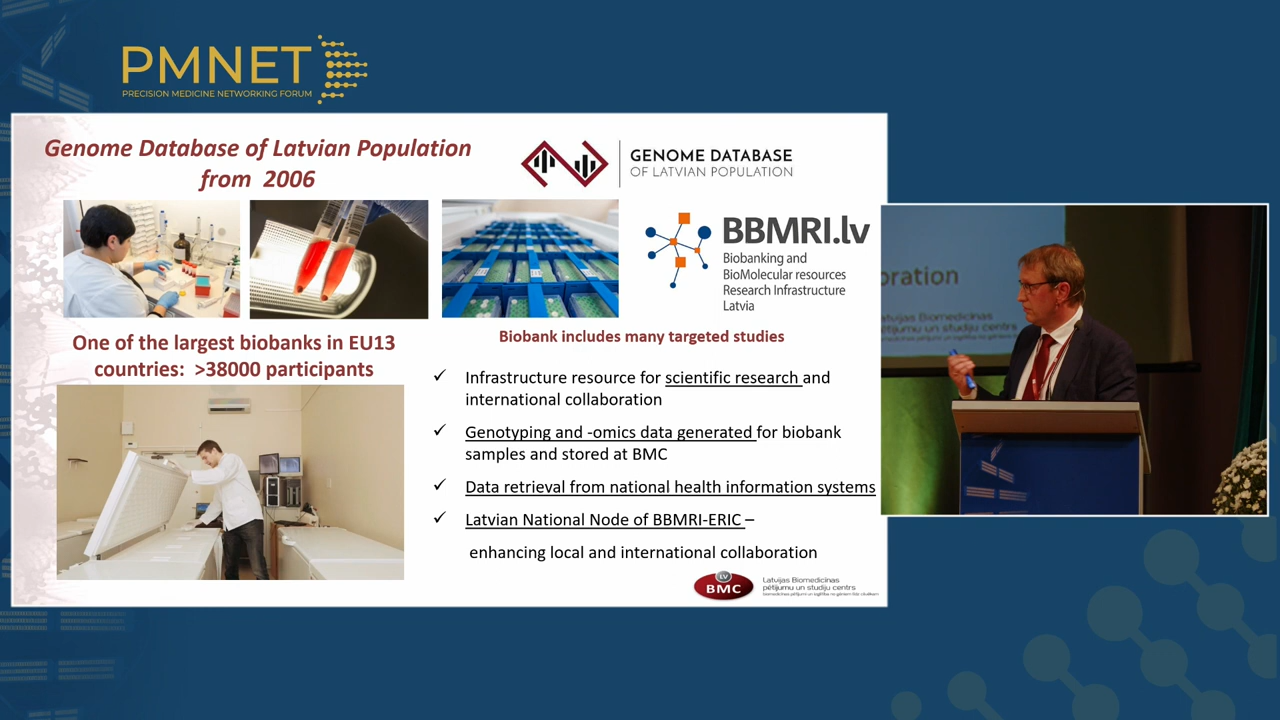 PMNET
PRECISION MEDICINE NETWORKING FORUM
Genome Database of Latvian Population
from 2006
GENOME DATABASE
OF LATVIAN POPULATION
BBMRI.lv
Biobanking and
BioMolecular resources
Research Infrastructure
Latvia
One of the largest biobanks in EU13
countries: >38000 participants
Biobank includes many targeted studies
✓ Infrastructure resource for scientific research and
international collaboration
✓ Genotyping and -omics data generated for biobank
samples and stored at BMC
✓ Data retrieval from national health information systems
✓ Latvian National Node of BBMRI-ERIC –
enhancing local and international collaboration
LV
BMC
Latvijas Biomedicīnas
pētījumu un studiju centrs
oration
Latvijas Biomedicīnas
pētījumu un studiju centrs